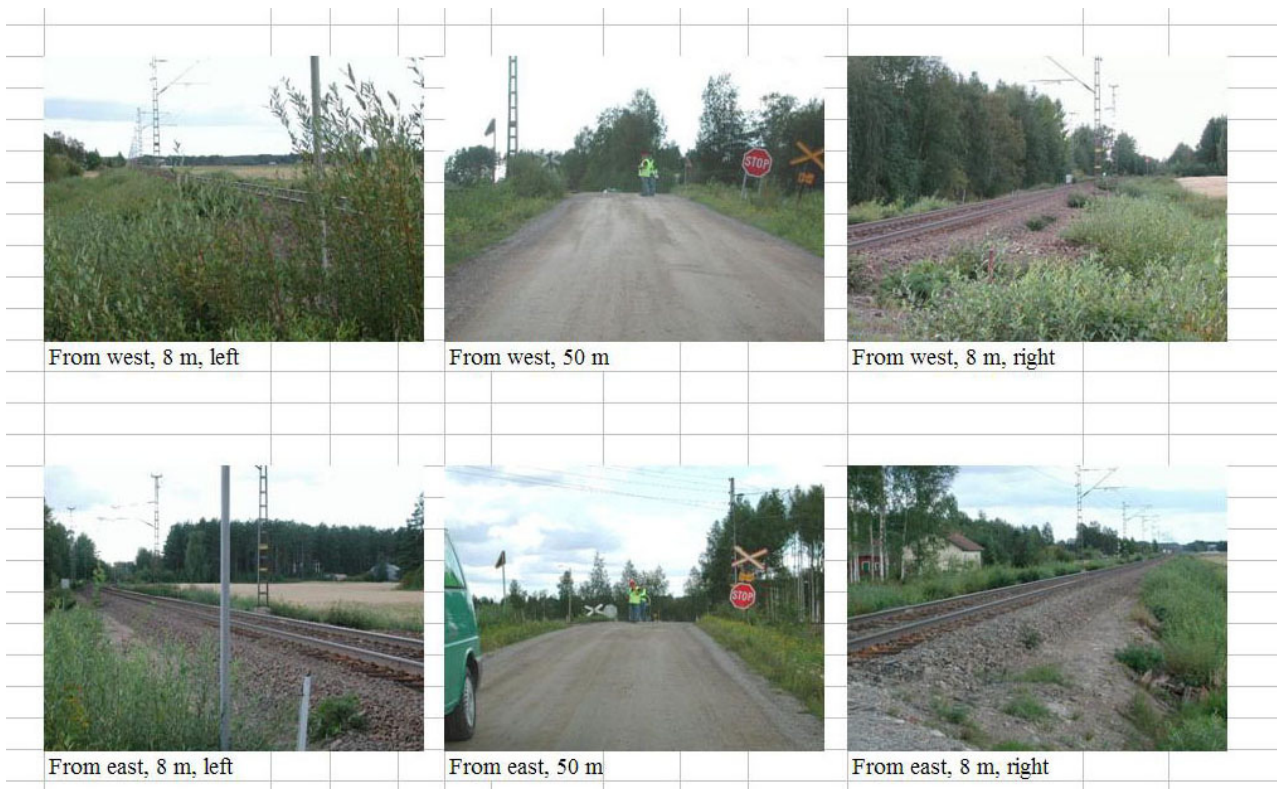 STOP
From west, 8 m, left
From west, 50 m
From west, 8 m, right
STOP
From east, 8 m, left
From east, 50 m
From east, 8 m, right